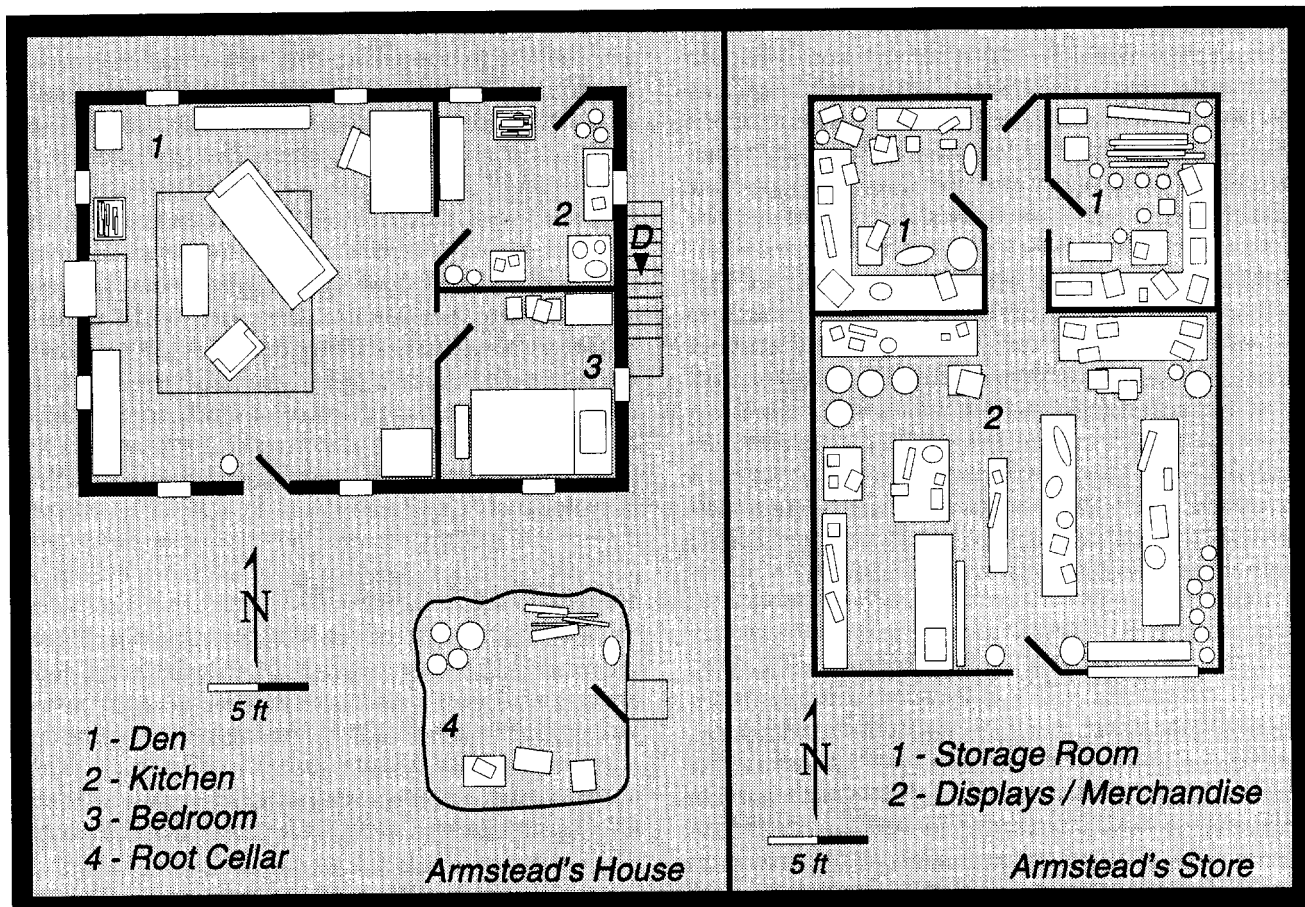 1
2
D
3
N
5 ft
4
1 - Den
2 - Kitchen
3 - Bedroom
4 - Root Cellar
Armstead's House
1
1
2
N
5 ft
1 - Storage Room
2 - Displays / Merchandise
Armstead's Store